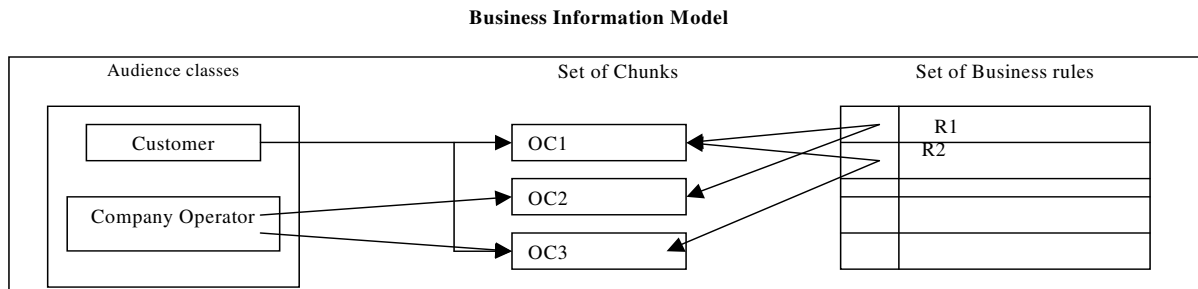 Business Information Model
Audience classes
Set of Chunks
Set of Business rules
Customer
OC1
R1
R2
Company Operator
OC2
OC3